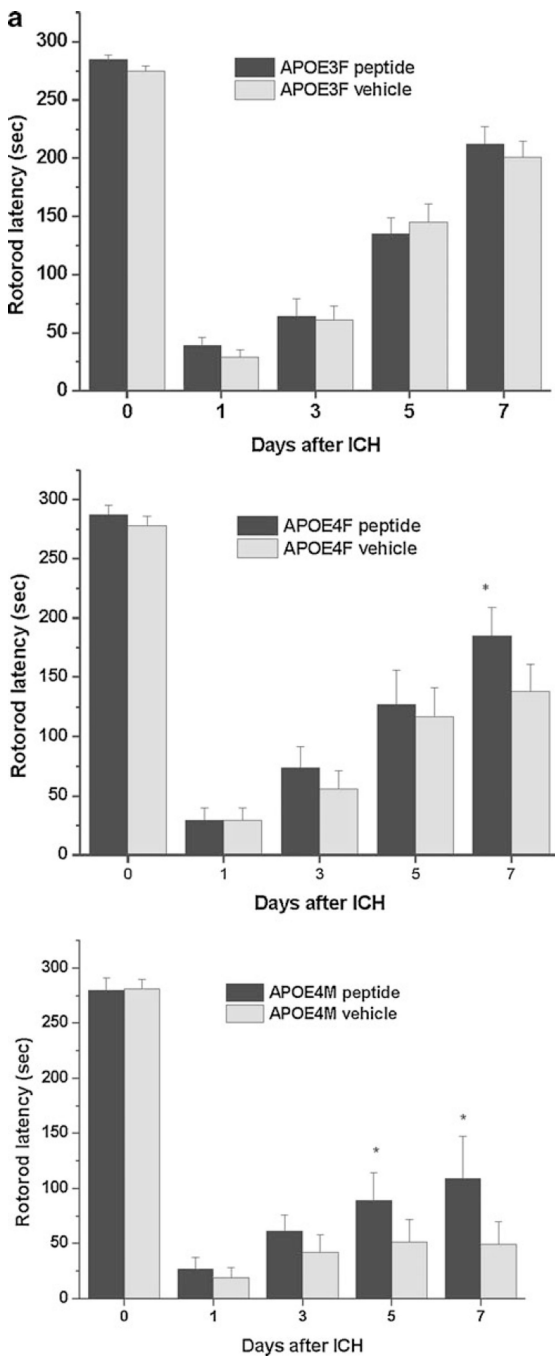 a
APOE3F peptide
APOE3F vehicle
Rotorod latency (sec)
300
250
200
150
100
50
0
0 1 3 5 7
Days after ICH
APOE4F peptide
APOE4F vehicle
Rotorod latency (sec)
300
250
200
150
100
50
0
*
0 1 3 5 7
Days after ICH
APOE4M peptide
APOE4M vehicle
Rotorod latency (sec)
300
250
200
150
100
50
0
* *
0 1 3 5 7
Days after ICH